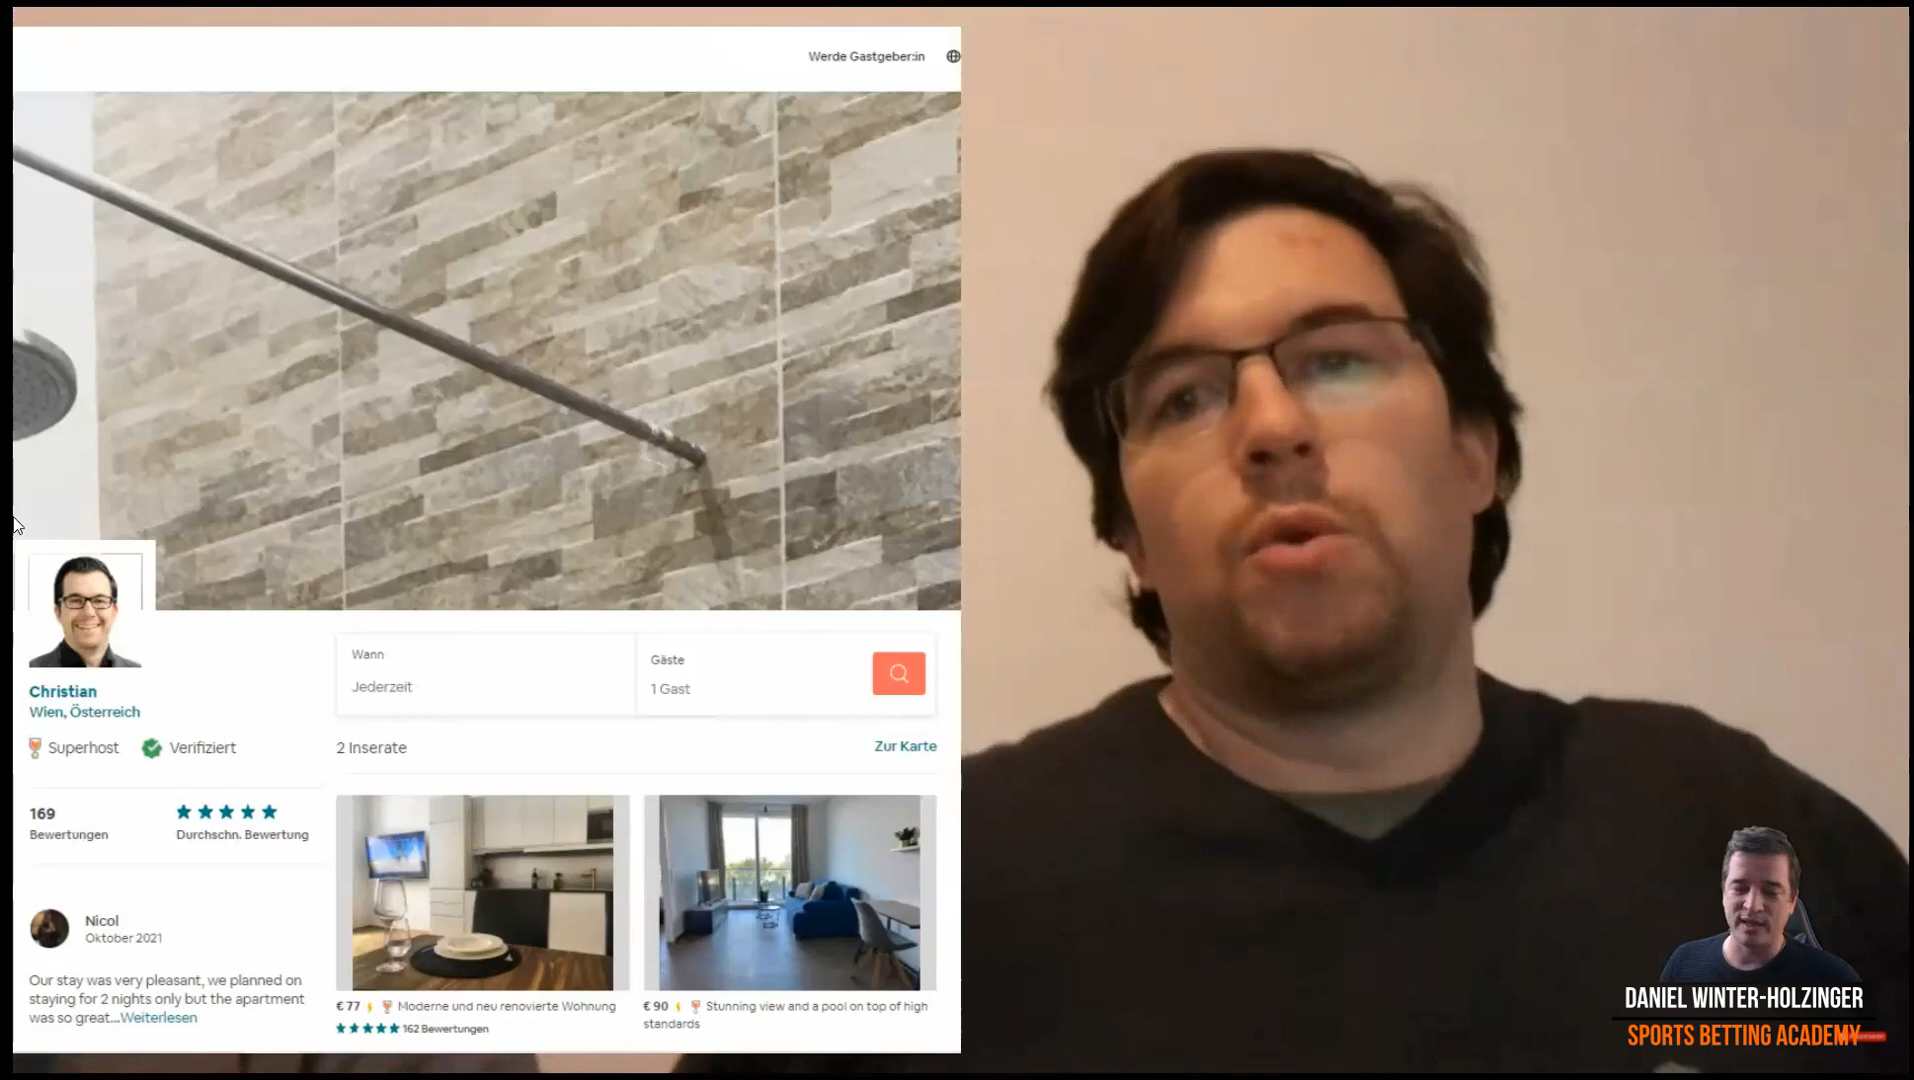 Werde Gastgeber:in
Christian
Wien, Österreich
Superhost
Verifiziert
169
Bewertungen
Durchschn. Bewertung
Nicol
Oktober 2021
Our stay was very pleasant, we planned on
staying for 2 nights only but the apartment
was so great...Weiterlesen
Wann
Jederzeit
Gäste
1 Gast
2 Inserate
Zur Karte
€ 77
Moderne und neu renovierte Wohnung
162 Bewertungen
€ 90
Stunning view and a pool on top of high
standards
DANIEL WINTER-HOLZINGER
SPORTS BETTING ACADEMY